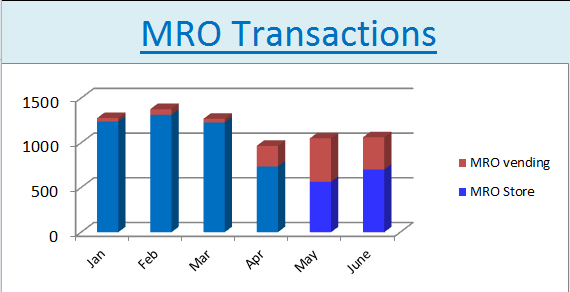 MRO Transactions
1500
1000
500
0
Jan
Feb
Mar
Apr
May
June
MRO vending
MRO Store